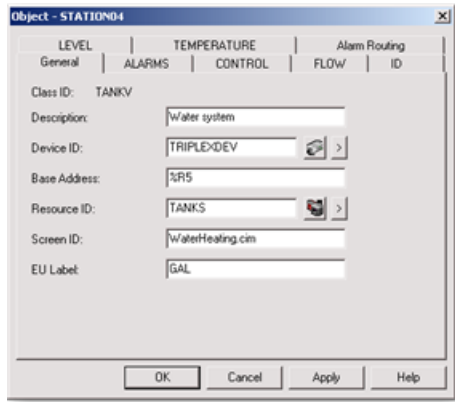 Object - STATION04
LEVEL TEMPERATURE Alarm Routing
General ALARMS CONTROL FLOW ID
Class ID: TANKV
Description: Water system
Device ID: TRIPLEXDEV
Base Address: %R5
Resource ID: TANKS
Screen ID: WaterHeating.cim
EU Label: GAL
OK Cancel Apply Help